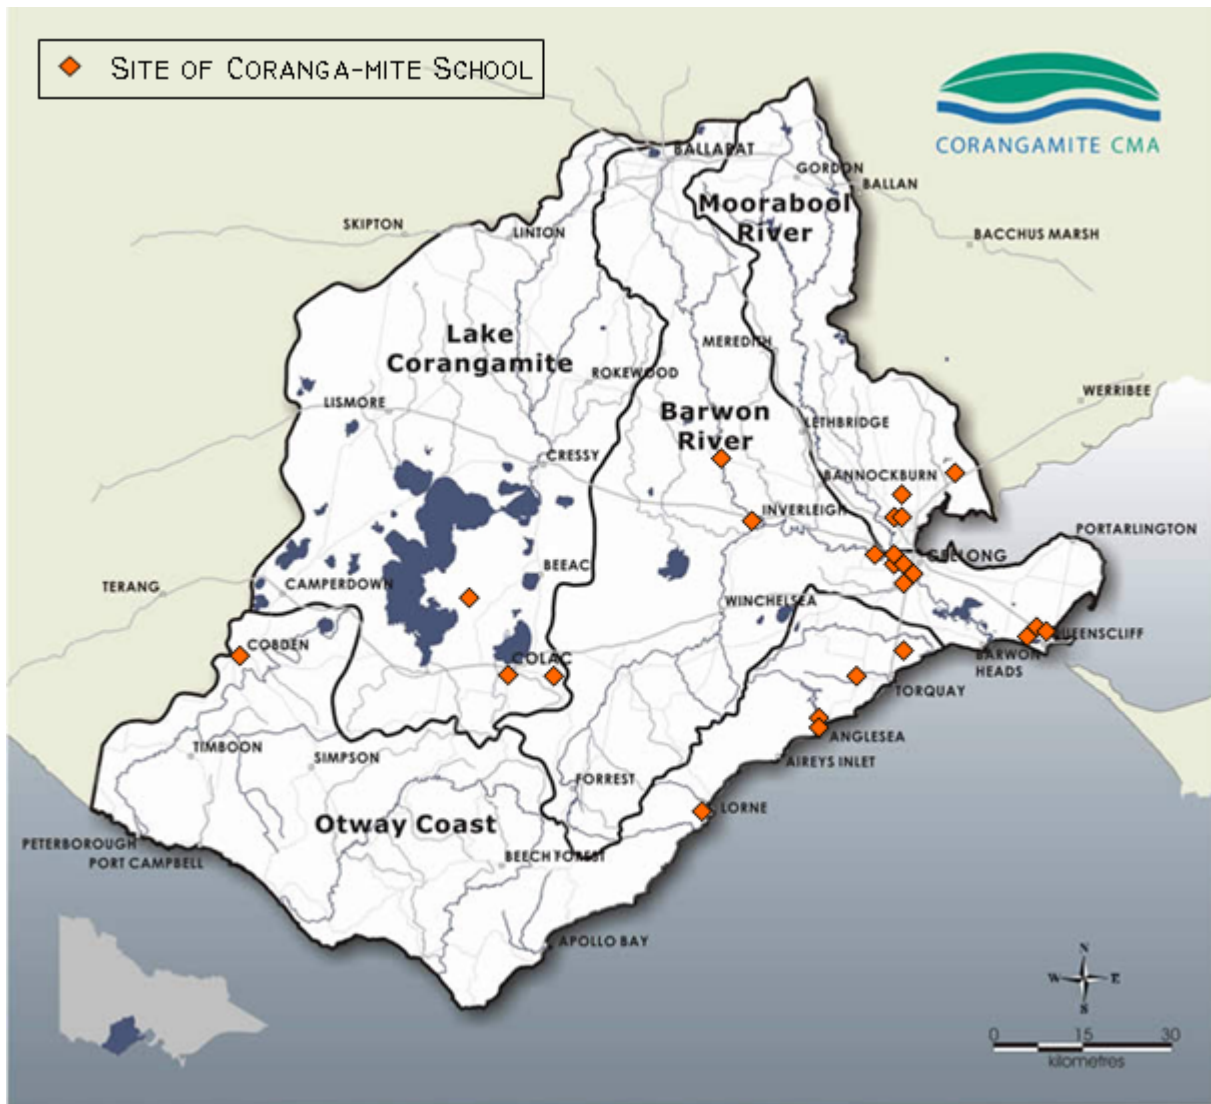 SITE OF CORANGA-MITE SCHOOL
CORANGAMITE CMA
BALLARAT
GORDON
BALLAN
Moorabool
River
SKIPTON
LINTON
BACCHUS MARSH
Lake
Corangamite
MEREDITH
ROKEWOOD
WERRIBEE
LISMORE
Barwon
River
LETHBRIDGE
CRESSY
BANNOCKBURN
INVERLEIGH
PORTARLINGTON
GEELONG
BEEAC
TERANG
CAMPERDOWN
WINCHELSEA
QUEENSCLIFF
COBDEN
COLAC
BARWON
HEADS
TORQUAY
ANGLESEA
TIMBOON
SIMPSON
AIREYS INLET
FORREST
LORNE
Otway Coast
PETERBOROUGH
PORT CAMPBELL
BEECH FOREST
APOLLO BAY
N
W E
S
0 15 30
kilometres